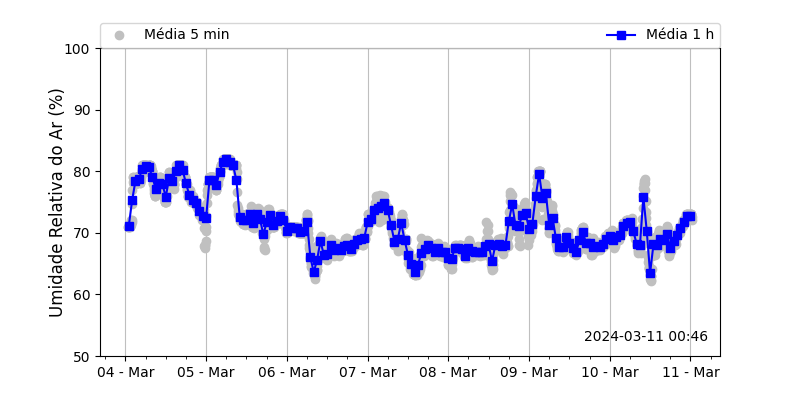 Média 5 min
Média 1 h
100
90
80
70
60
50
Umidade Relativa do Ar (%)
2024-03-11 00:46
04 - Mar
05 - Mar
06 - Mar
07 - Mar
08 - Mar
09 - Mar
10 - Mar
11 - Mar